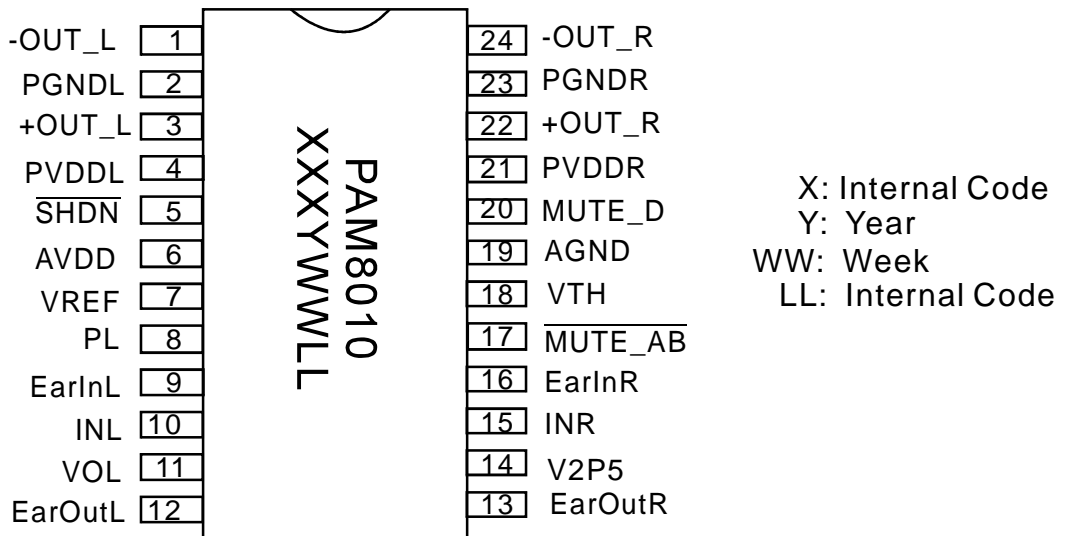 -OUT_L 1
PGNDL 2
+OUT_L 3
PVDDL 4
SHDN 5
AVDD 6
VREF 7
PL 8
EarInL 9
INL 10
VOL 11
EarOutL 12
PAM8010
XXXYWWLL
24 -OUT_R
23 PGNDR
22 +OUT_R
21 PVDDR
20 MUTE_D
19 AGND
18 VTH
17 MUTE_AB
16 EarInR
15 INR
14 V2P5
13 EarOutR
X: Internal Code
Y: Year
WW: Week
LL: Internal Code